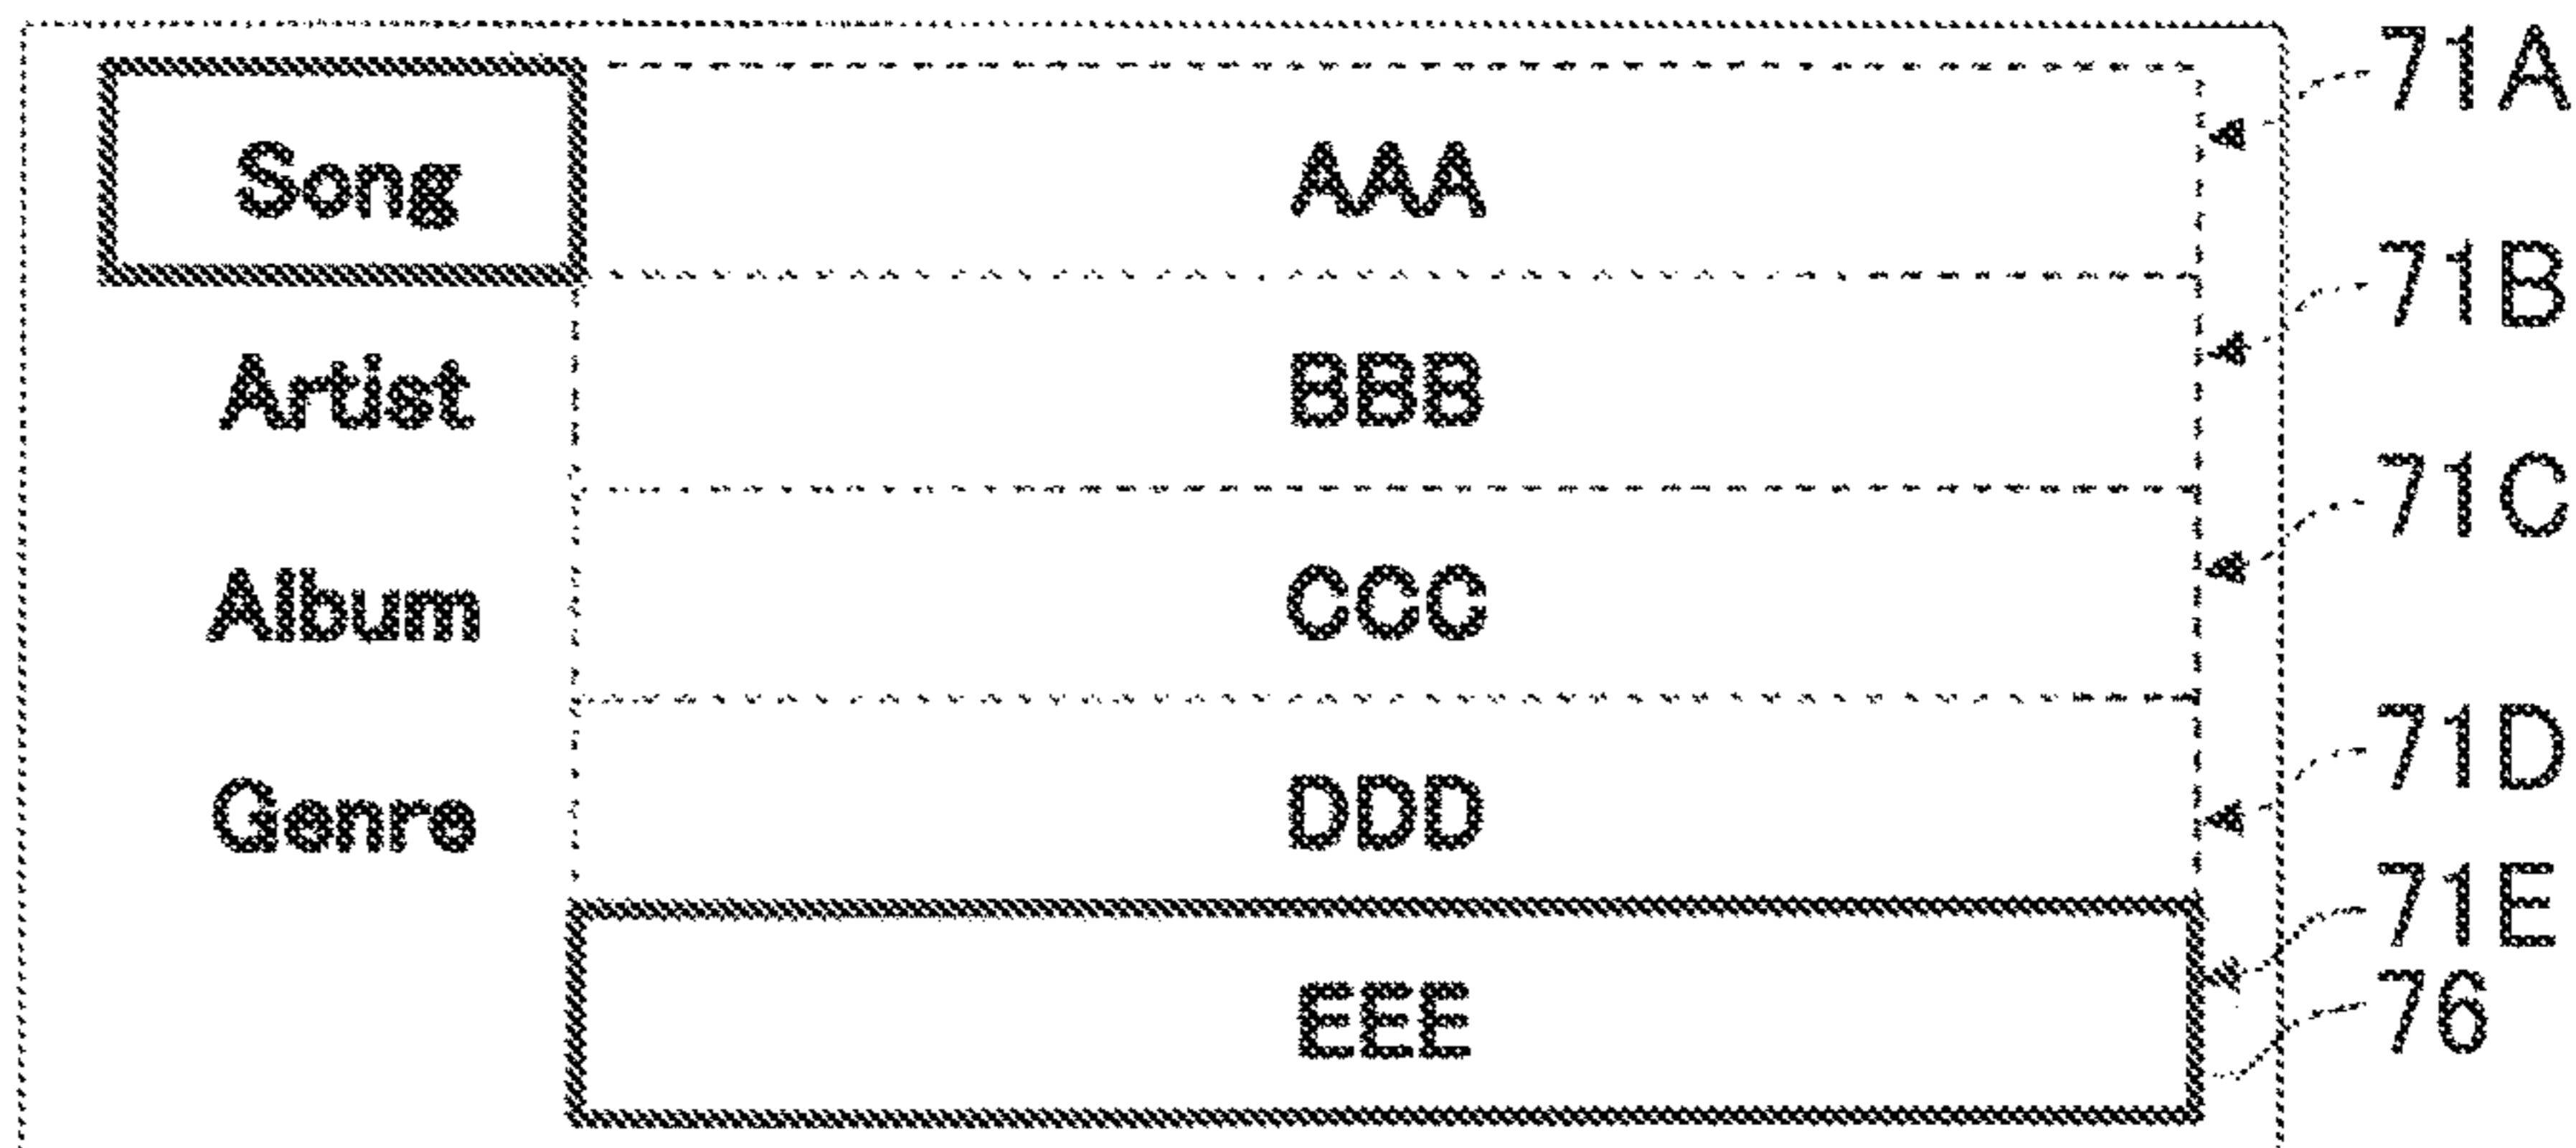 Song AAA 71A
Artist BBB 71B
Album CCC 71C
Genre DDD 71D
71E
EEE 76